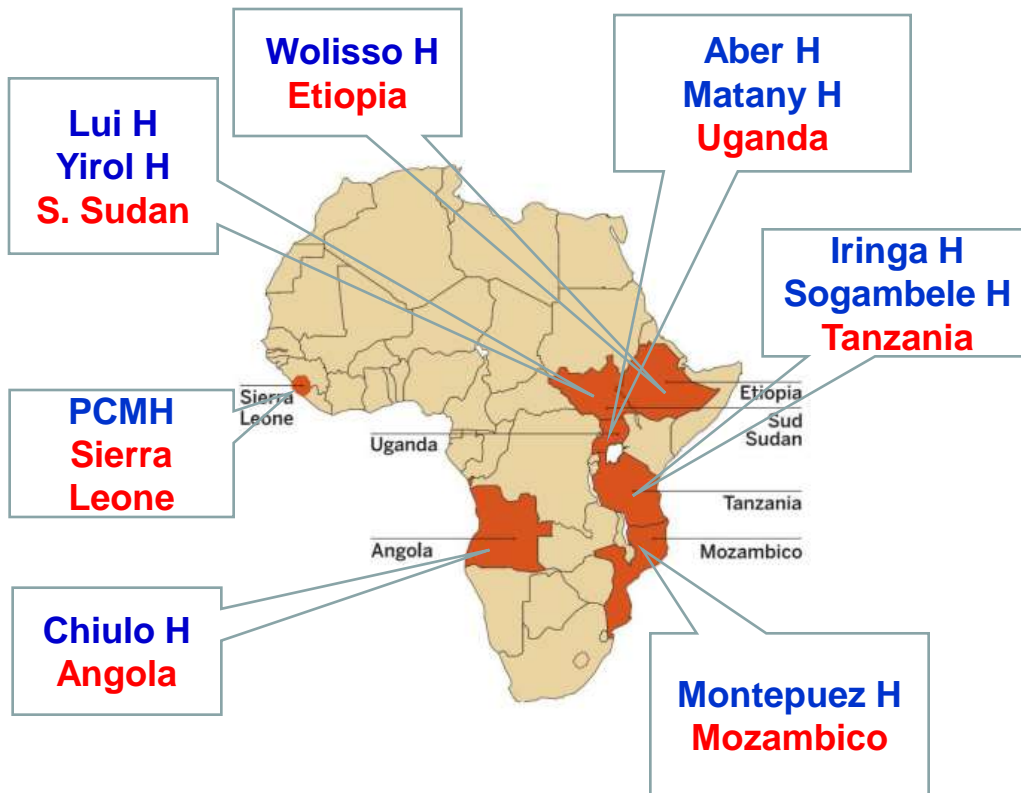 Wolisso H
Etiopia
Aber H
Matany H
Uganda
Lui H
Yirol H
S. Sudan
Iringa H
Sogambele H
Tanzania
PCMH
Sierra
Leone
Sierra
Leone
Uganda
Etiopia
Sud
Sudan
Tanzania
Angola
Mozambico
Chiulo H
Angola
Montepuez H
Mozambico